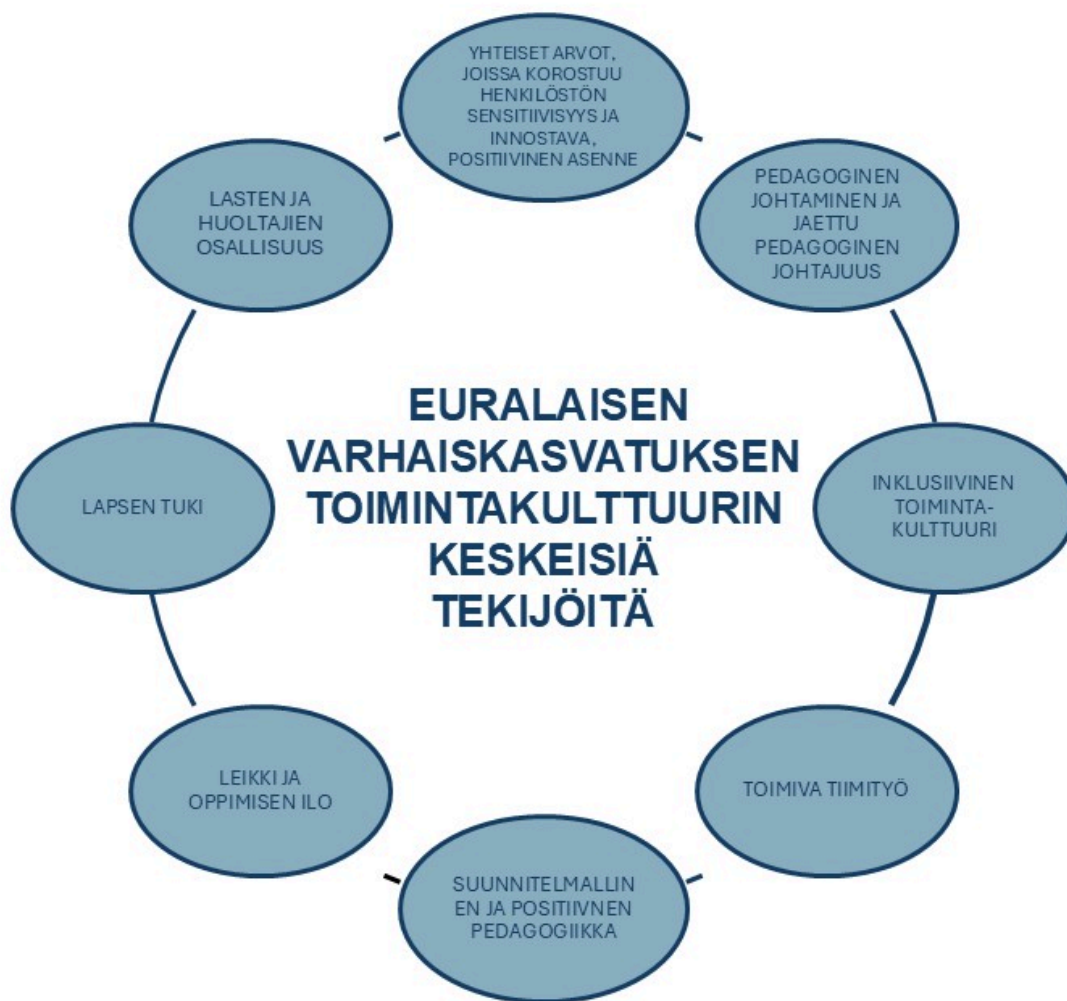 YHTEISET ARVOT,
JOISSA KOROSTUU
HENKILÖSTÖN
SENSITIIVISYYS JA
INNOSTAVA,
POSITIIVINEN ASENNE
PEDAGOGINEN
JOHTAMINEN JA
JAETTU
PEDAGOGINEN
JOHTAJUUS
INKLUSIIVINEN
TOIMINTA-
KULTTUURI
TOIMIVA TIIMITYÖ
SUUNNITELMALLIN
EN JA POSITIIVNEN
PEDAGOGIIKKA
LEIKKI JA
OPPIMISEN ILO
LAPSEN TUKI
LASTEN JA
HUOLTAJIEN
OSALLISUUS
EURALAISEN
VARHAISKASVATUKSEN
TOIMINTAKULTTUURIN
KESKEISIÄ
TEKIJÖITÄ